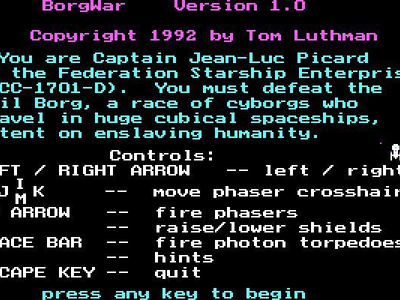 BorgWar Version 1.0
Copyright 1992 by Tom Luthman
You are Captain Jean-Luc Picard
the Federation Starship Enterpris
CC-1701-D). You must defeat the
il Borg, a race of cyborgs who
avel in huge cubical spaceships,
tent on enslaving humanity.
Controls:
FT / RIGHT ARROW -- left / right
I
J K -- move phaser crosshair
M
ARROW -- fire phasers
-- raise/lower shields
ACE BAR -- fire photon torpedoes
-- hints
CAPE KEY -- quit
press any key to begin